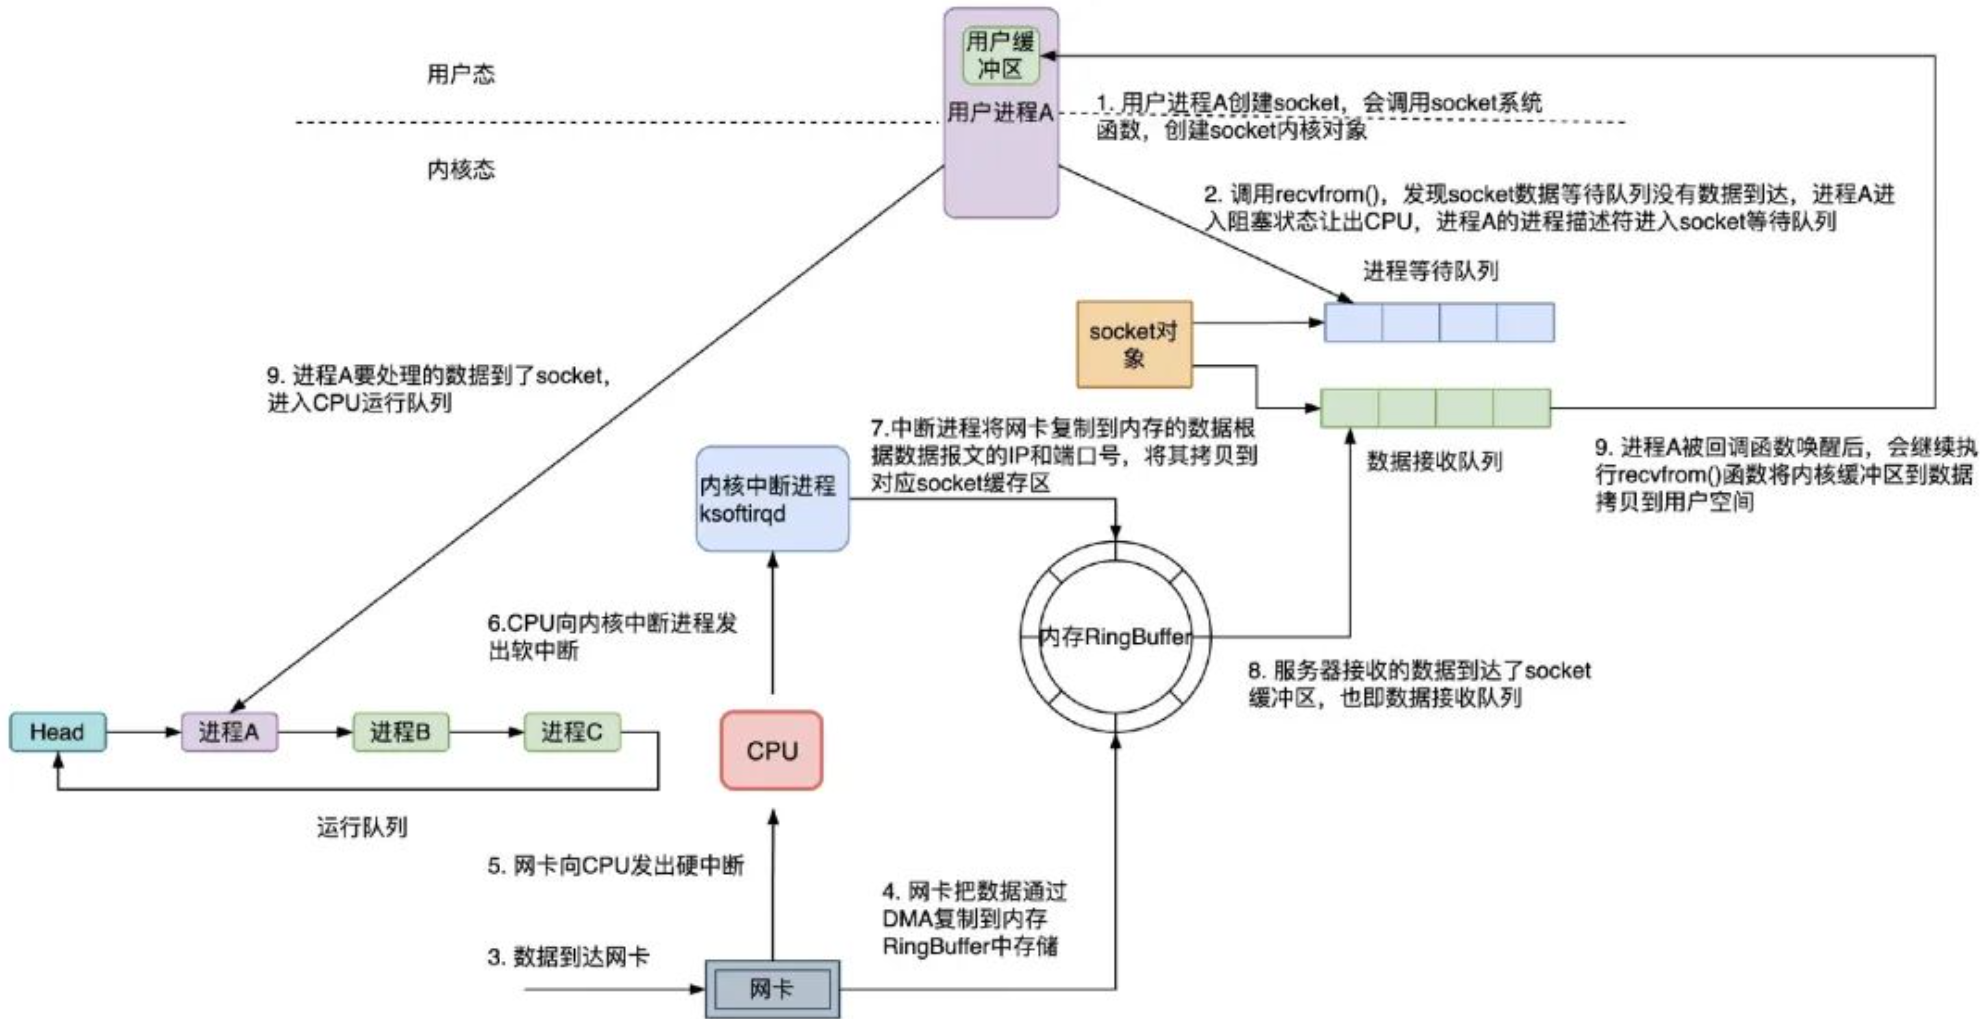 用户缓
冲区
用户态
用户进程A
1. 用户进程A创建socket，会调用socket系统
函数，创建socket内核对象
内核态
2. 调用recvfrom()，发现socket数据等待队列没有数据到达，进程A进
入阻塞状态让出CPU，进程A的进程描述符进入socket等待队列
进程等待队列
socket对
象
9. 进程A要处理的数据到了socket，
进入CPU运行队列
7.中断进程将网卡复制到内存的数据根
据数据报文的IP和端口号，将其拷贝到
对应socket缓存区
数据接收队列
9. 进程A被回调函数唤醒后，会继续执
行recvfrom()函数将内核缓冲区到数据
拷贝到用户空间
内核中断进程
ksoftirqd
6.CPU向内核中断进程发
出软中断
内存RingBuffer
8. 服务器接收的数据到达了socket
缓冲区，也即数据接收队列
Head
进程A
进程B
进程C
CPU
运行队列
5. 网卡向CPU发出硬中断
4. 网卡把数据通过
DMA复制到内存
RingBuffer中存储
3. 数据到达网卡
网卡